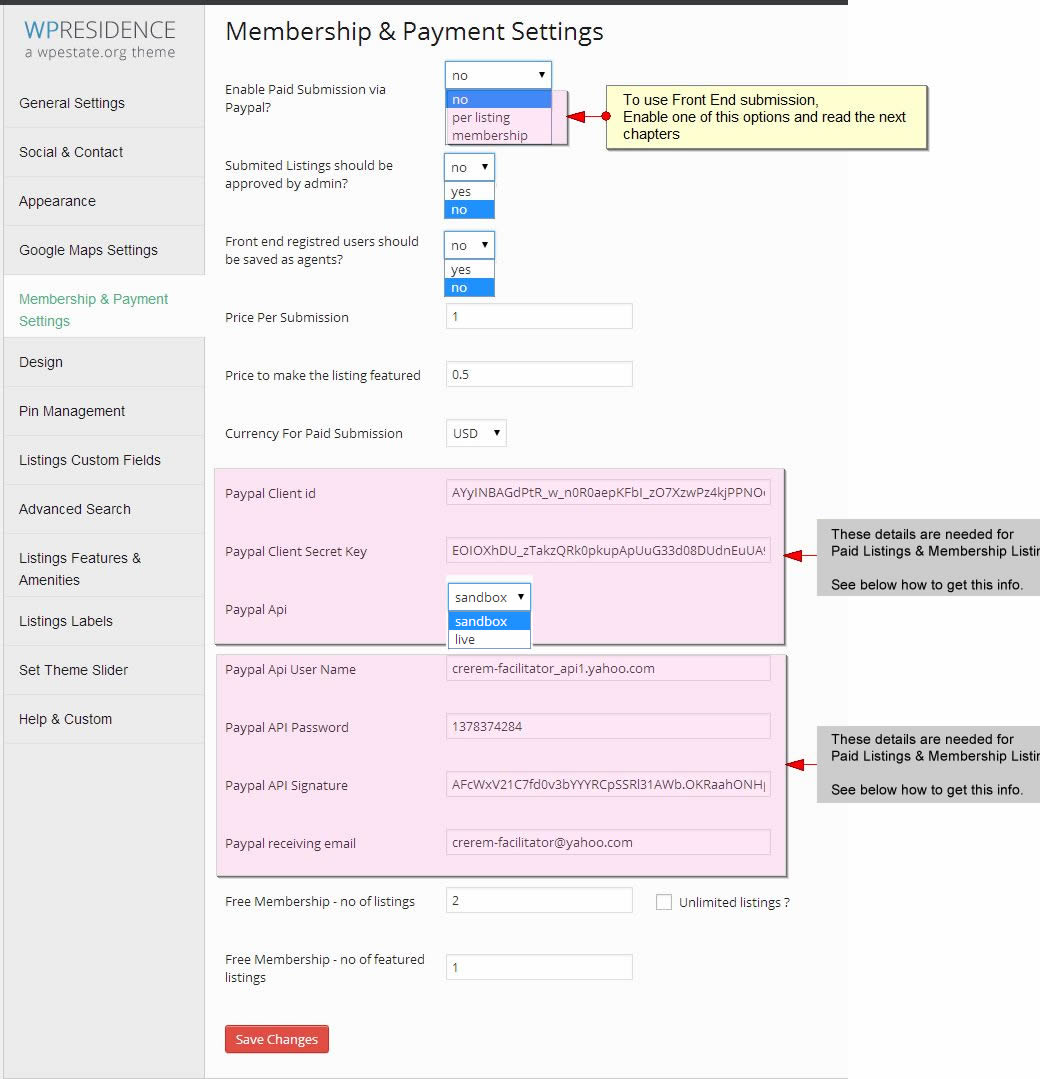 WPRESIDENCE
a wpestate.org theme
General Settings
Social & Contact
Appearance
Google Maps Settings
Membership & Payment
Settings
Design
Pin Management
Listings Custom Fields
Advanced Search
Listings Features &
Amenities
Listings Labels
Set Theme Slider
Help & Custom
Membership & Payment Settings
Enable Paid Submission via
Paypal?
no
no
per listing
membership
To use Front End submission,
Enable one of this options and read the next
chapters
Submited Listings should be
approved by admin?
no
yes
no
Front end registred users should
be saved as agents?
no
yes
no
Price Per Submission
1
Price to make the listing featured
0.5
Currency For Paid Submission
USD
Paypal Client id
AYyINBAGdPtR_w_n0R0aepKFbI_zO7XzwPz4kjPPNO
Paypal Client Secret Key
EOIOXhDU_zTakzQRk0pkupApUuG33d08DUdnEuUA
Paypal Api
sandbox
sandbox
live
These details are needed for
Paid Listings & Membership
See below how to get this info.
Paypal Api User Name
crerem-facilitator_api1.yahoo.com
Paypal API Password
1378374284
Paypal API Signature
AFcWxV21C7fd0v3bYYYRCpSSRl31AWb.OKRaahONH
Paypal receiving email
crerem-facilitator@yahoo.com
These details are needed for
Paid Listings & Membership
See below how to get this info.
Free Membership - no of listings
2
Unlimited listings ?
Free Membership - no of featured
listings
1
Save Changes